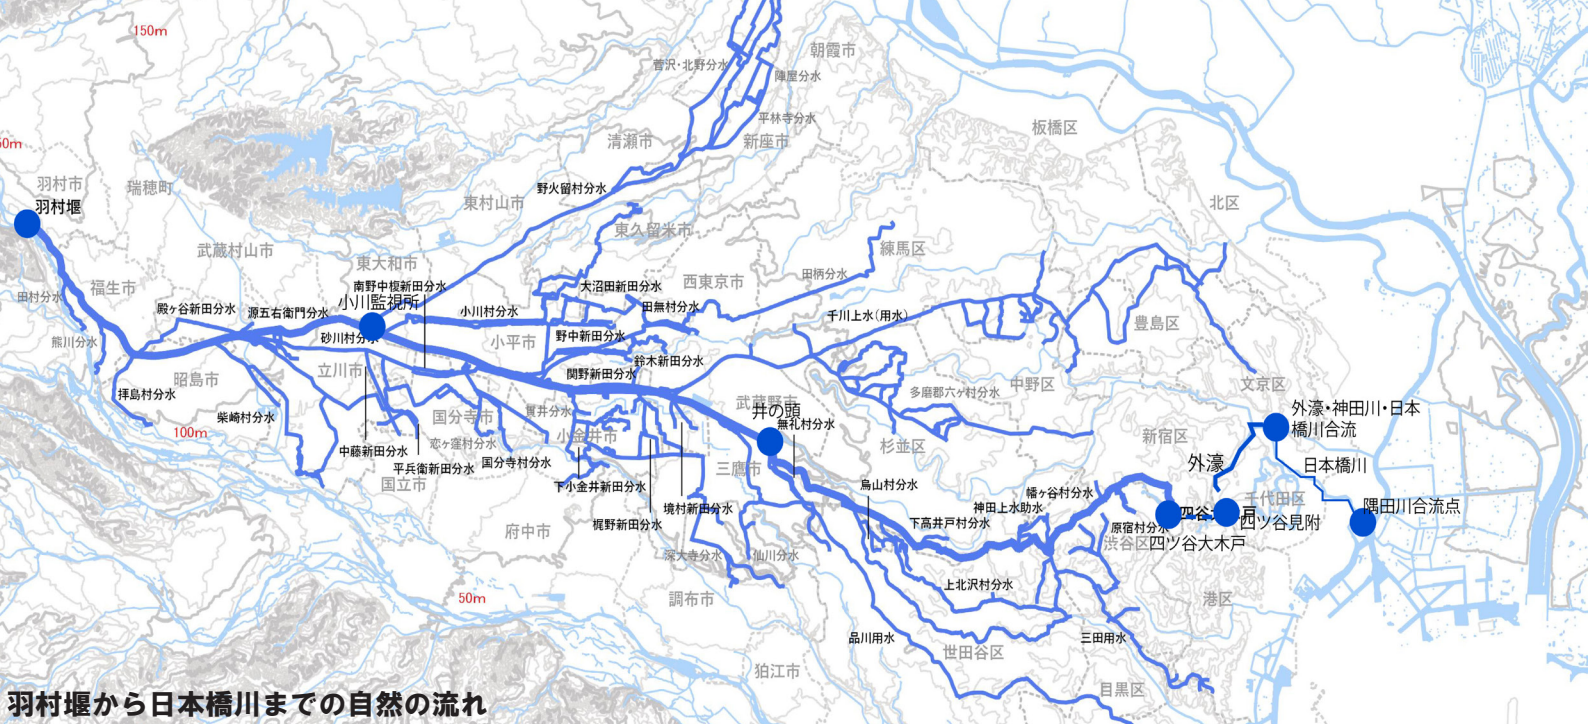 150m
朝霞市
菅沢・北野分水
陣屋分水
平林寺分水
板橋区
50m
清瀬市
新座市
羽村市
瑞穂町
野火留村分水
羽村堰
東村山市
北区
東久留米市
武蔵村山市
練馬区
東大和市
田柄分水
西東京市
福生市
南野中榎新田分水
大沼田新田分水
田村分水
小川監視所
殿ヶ谷新田分水
源五右衛門分水
小川村分水
田無村分水
千川上水(用水)
豊島区
砂川村分水
小平市
野中新田分水
熊川分水
鈴木新田分水
立川市
関野新田分水
昭島市
中野区
文京区
拝島村分水
多摩郡六ヶ村分水
武蔵野市
井の頭
外濠・神田川・日本
橋川合流
柴崎村分水
国分寺市
貫井分水
無礼村分水
100m
小金井市
新宿区
恋ヶ窪村分水
杉並区
中藤新田分水
平兵衛新田分水
国分寺村分水
三鷹市
外濠
日本橋川
国立市
下小金井新田分水
烏山村分水
幡ヶ谷村分水
千代田区
境村新田分水
神田上水助水
隅田川合流点
府中市
梶野新田分水
下高井戸村分水
原宿村分水
四谷大木戸
四ツ谷見附
渋谷区
四ツ谷大木戸
深大寺分水
仙川分水
上北沢村分水
50m
調布市
港区
品川用水
三田用水
世田谷区
狛江市
目黒区
羽村堰から日本橋川までの自然の流れ